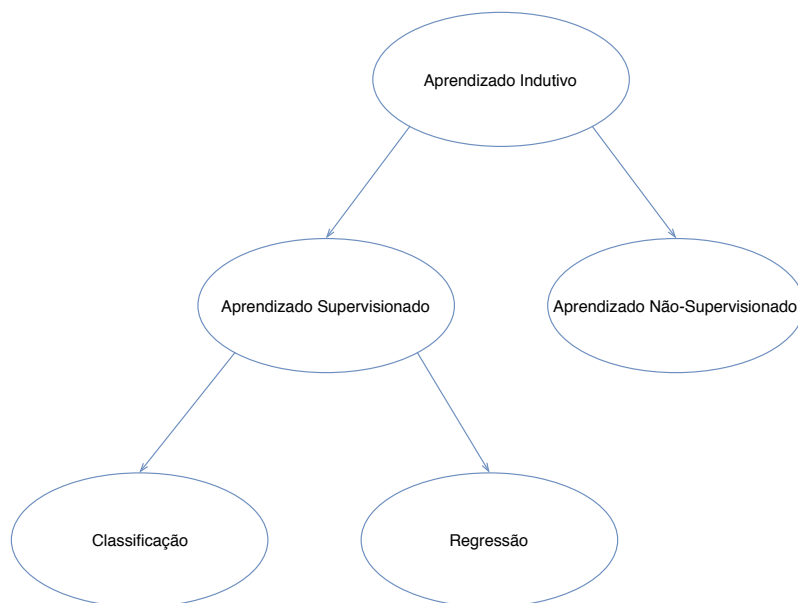 Aprendizado Indutivo
Aprendizado Supervisionado
Aprendizado Não-Supervisionado
Classificação
Regressão